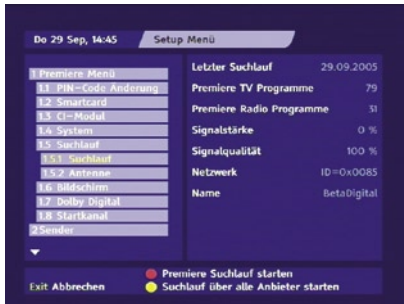 Do 29 Sep, 14:45 Setup Menü
1 Premiere Menü
1.1 PIN-Code Änderung
1.2 Smartcard
1.3 CI-Modul
1.4 System
1.5 Suchlauf
1.5.1 Suchlauf
1.5.2 Antenne
1.6 Bildschirm
1.7 Dolby Digital
1.8 Startkanal
2 Sender
Letzter Suchlauf 29.09.2005
Premiere TV Programme 79
Premiere Radio Programme 31
Signalstärke 0 %
Signalqualität 100 %
Netzwerk ID=0x0085
Name BetaDigital
Premiere Suchlauf starten
Exit Abbrechen Suchlauf über alle Anbieter starten